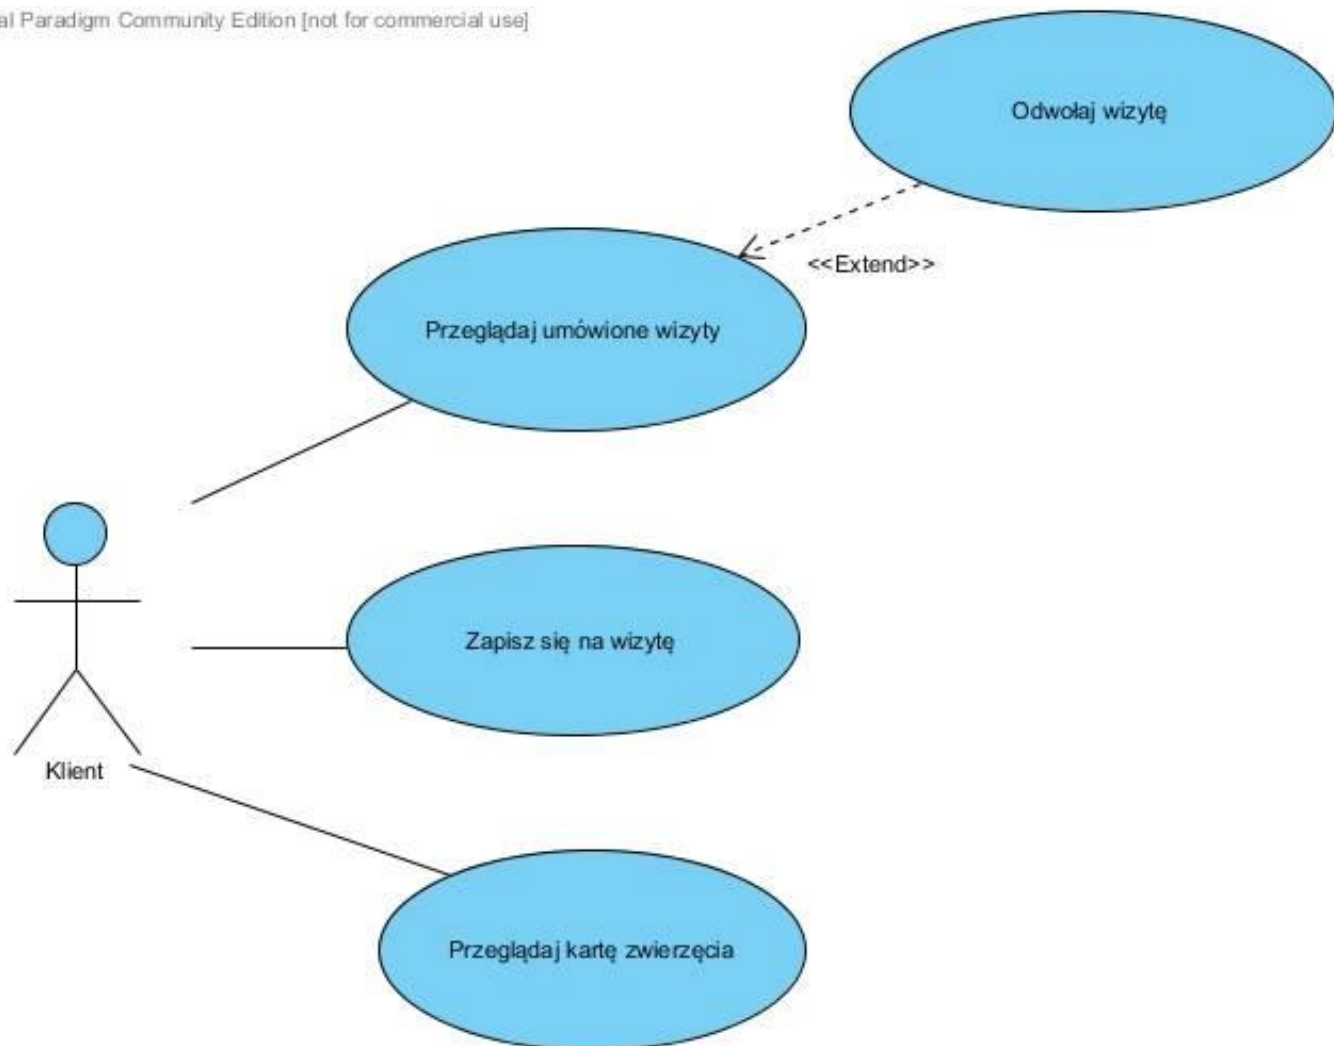 al Paradigm Community Edition [not for commercial use]
Odwołaj wizytę
<<Extend>>
Przeglądaj umówione wizyty
Zapisz się na wizytę
Klient
Przeglądaj kartę zwierzęcia